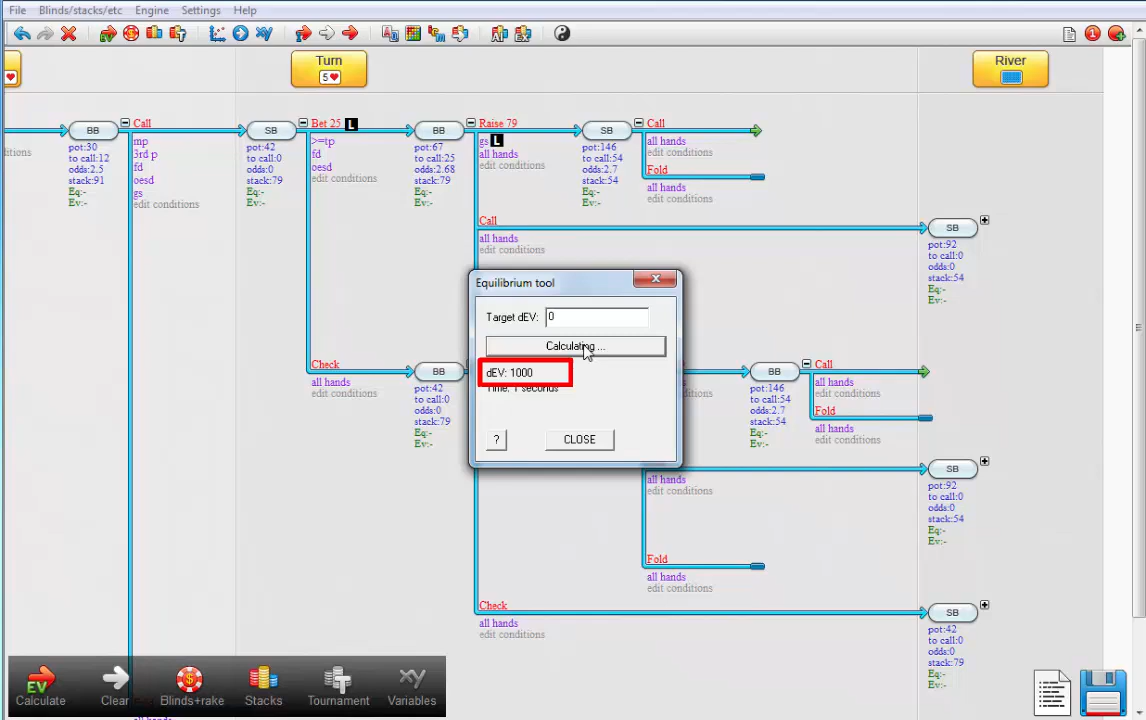 File Blinds/stacks/etc Engine Settings Help
Turn
5♥
River
BB
Call
mp
3rd p
fd
oesd
gs
edit conditions
pot:30
to call:12
odds:2.5
stack:91
Eq:-
Ev:-
SB
pot:42
to call:0
odds:0
stack:79
Eq:-
Ev:-
Bet 25 L
>=tp
fd
oesd
edit conditions
BB
pot:67
to call:25
odds:2.68
stack:79
Eq:-
Ev:-
Raise 79
gs L
all hands
edit conditions
SB
pot:146
to call:54
odds:2.7
stack:79
Eq:-
Ev:-
Call
all hands
edit conditions
Fold
all hands
edit conditions
Call
all hands
edit conditions
SB
pot:92
to call:0
odds:0
stack:54
Eq:-
Ev:-
Equilibrium tool
Target dEV: 0
Calculating ...
dEV: 1000
Time: 1 seconds
? CLOSE
Check
all hands
edit conditions
BB
pot:42
to call:0
odds:0
stack:79
Eq:-
Ev:-
BB
pot:146
to call:54
odds:2.7
stack:79
Eq:-
Ev:-
Call
all hands
edit conditions
Fold
all hands
edit conditions
all hands
edit conditions
SB
pot:92
to call:0
odds:0
stack:54
Eq:-
Ev:-
Fold
all hands
edit conditions
Check
all hands
edit conditions
SB
pot:42
to call:0
odds:0
stack:79
Eq:-
Ev:-
EV
Calculate Clear Blinds+rake Stacks Tournament Variables